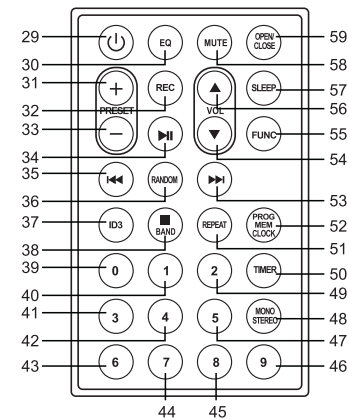 29 EQ MUTE OPEN/ CLOSE 59
30 58
31 + REC SLEEP 57
32 PRESET VOL 56
33 − FUNC 55
34 54
35 RANDOM
36 53
37 ID3 BAND REPEAT PROG MEM CLOCK 52
38 51
39 0 1 2 TIMER 50
40 49
41 3 4 5 MONO STEREO 48
42 47
43 6 7 8 9 46
44 45